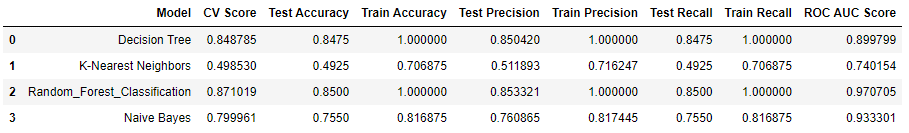 Model CV Score Test Accuracy Train Accuracy Test Precision Train Precision Test Recall Train Recall ROC AUC Score
0 Decision Tree 0.848785 0.8475 1.000000 0.850420 1.000000 0.8475 1.000000 0.899799
1 K-Nearest Neighbors 0.498530 0.4925 0.706875 0.511893 0.716247 0.4925 0.706875 0.740154
2 Random_Forest_Classification 0.871019 0.8500 1.000000 0.853321 1.000000 0.8500 1.000000 0.970705
3 Naive Bayes 0.799961 0.7550 0.816875 0.760865 0.817445 0.7550 0.816875 0.933301